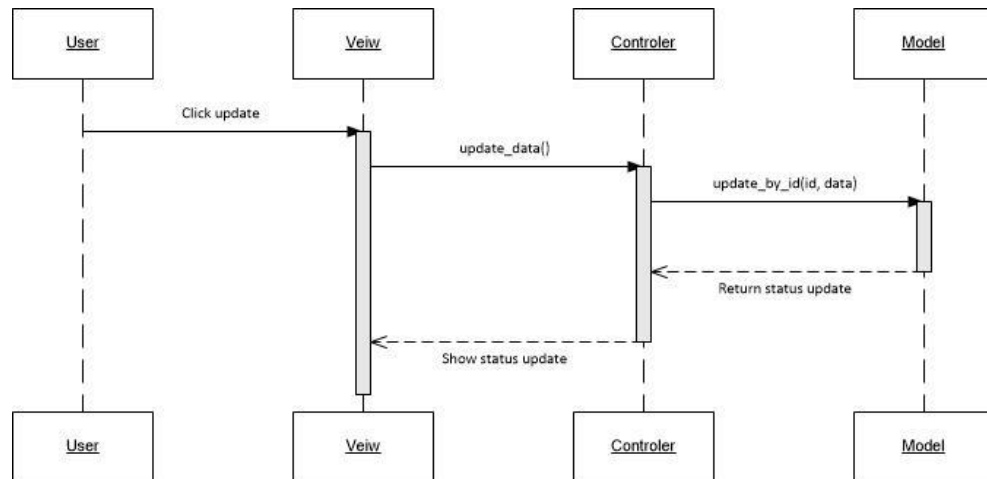 User
Veiw
Controler
Model
Click update
update_data()
update_by_id(id, data)
Return status update
Show status update
User
Veiw
Controler
Model